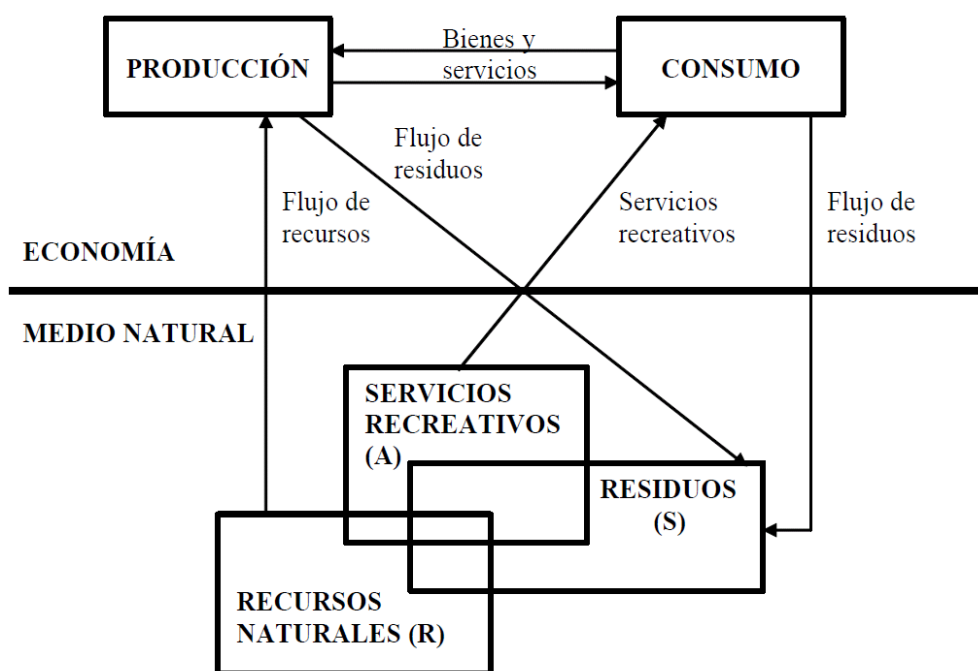 PRODUCCIÓN
Bienes y
servicios
CONSUMO
Flujo de
residuos
Flujo de
recursos
Servicios
recreativos
Flujo de
residuos
ECONOMÍA
MEDIO NATURAL
SERVICIOS
RECREATIVOS
(A)
RESIDUOS
(S)
RECURSOS
NATURALES (R)